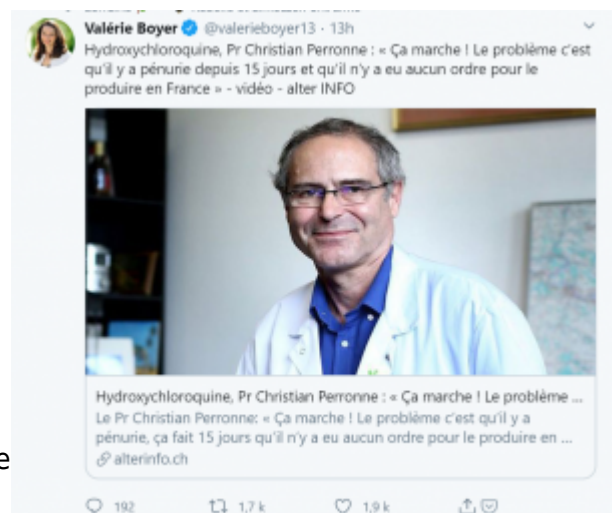 Valérie Boyer @valerieboyer13 · 13h
Hydroxychloroquine, Pr Christian Perronne : « Ça marche ! Le problème c'est
qu'il y a pénurie depuis 15 jours et qu'il n'y a eu aucun ordre pour le
produire en France » - vidéo - alter INFO
Hydroxychloroquine, Pr Christian Perronne : « Ça marche ! Le problème ...
Le Pr Christian Perronne: « Ça marche ! Le problème c'est qu'il y a
pénurie, ça fait 15 jours qu'il n'y a eu aucun ordre pour le produire en ...
e
alterinfo.ch
192 1,7 k 1,9 k